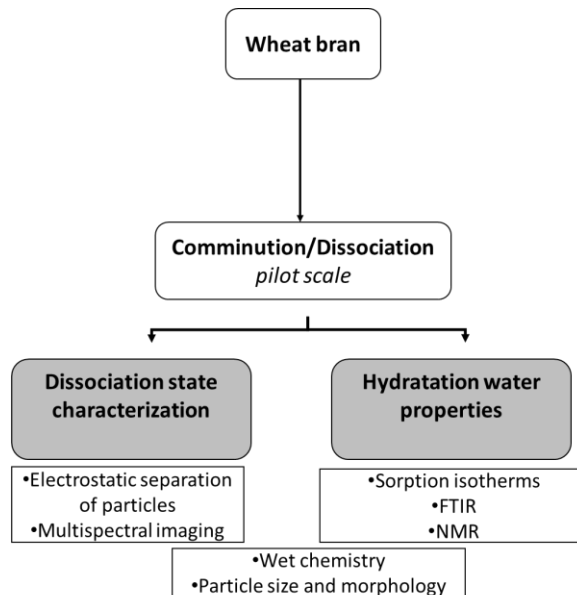 Wheat bran
Comminution/Dissociation
pilot scale
Dissociation state
characterization
•Electrostatic separation
of particles
•Multispectral imaging
Hydratation water
properties
•Sorption isotherms
•FTIR
•NMR
•Wet chemistry
•Particle size and morphology